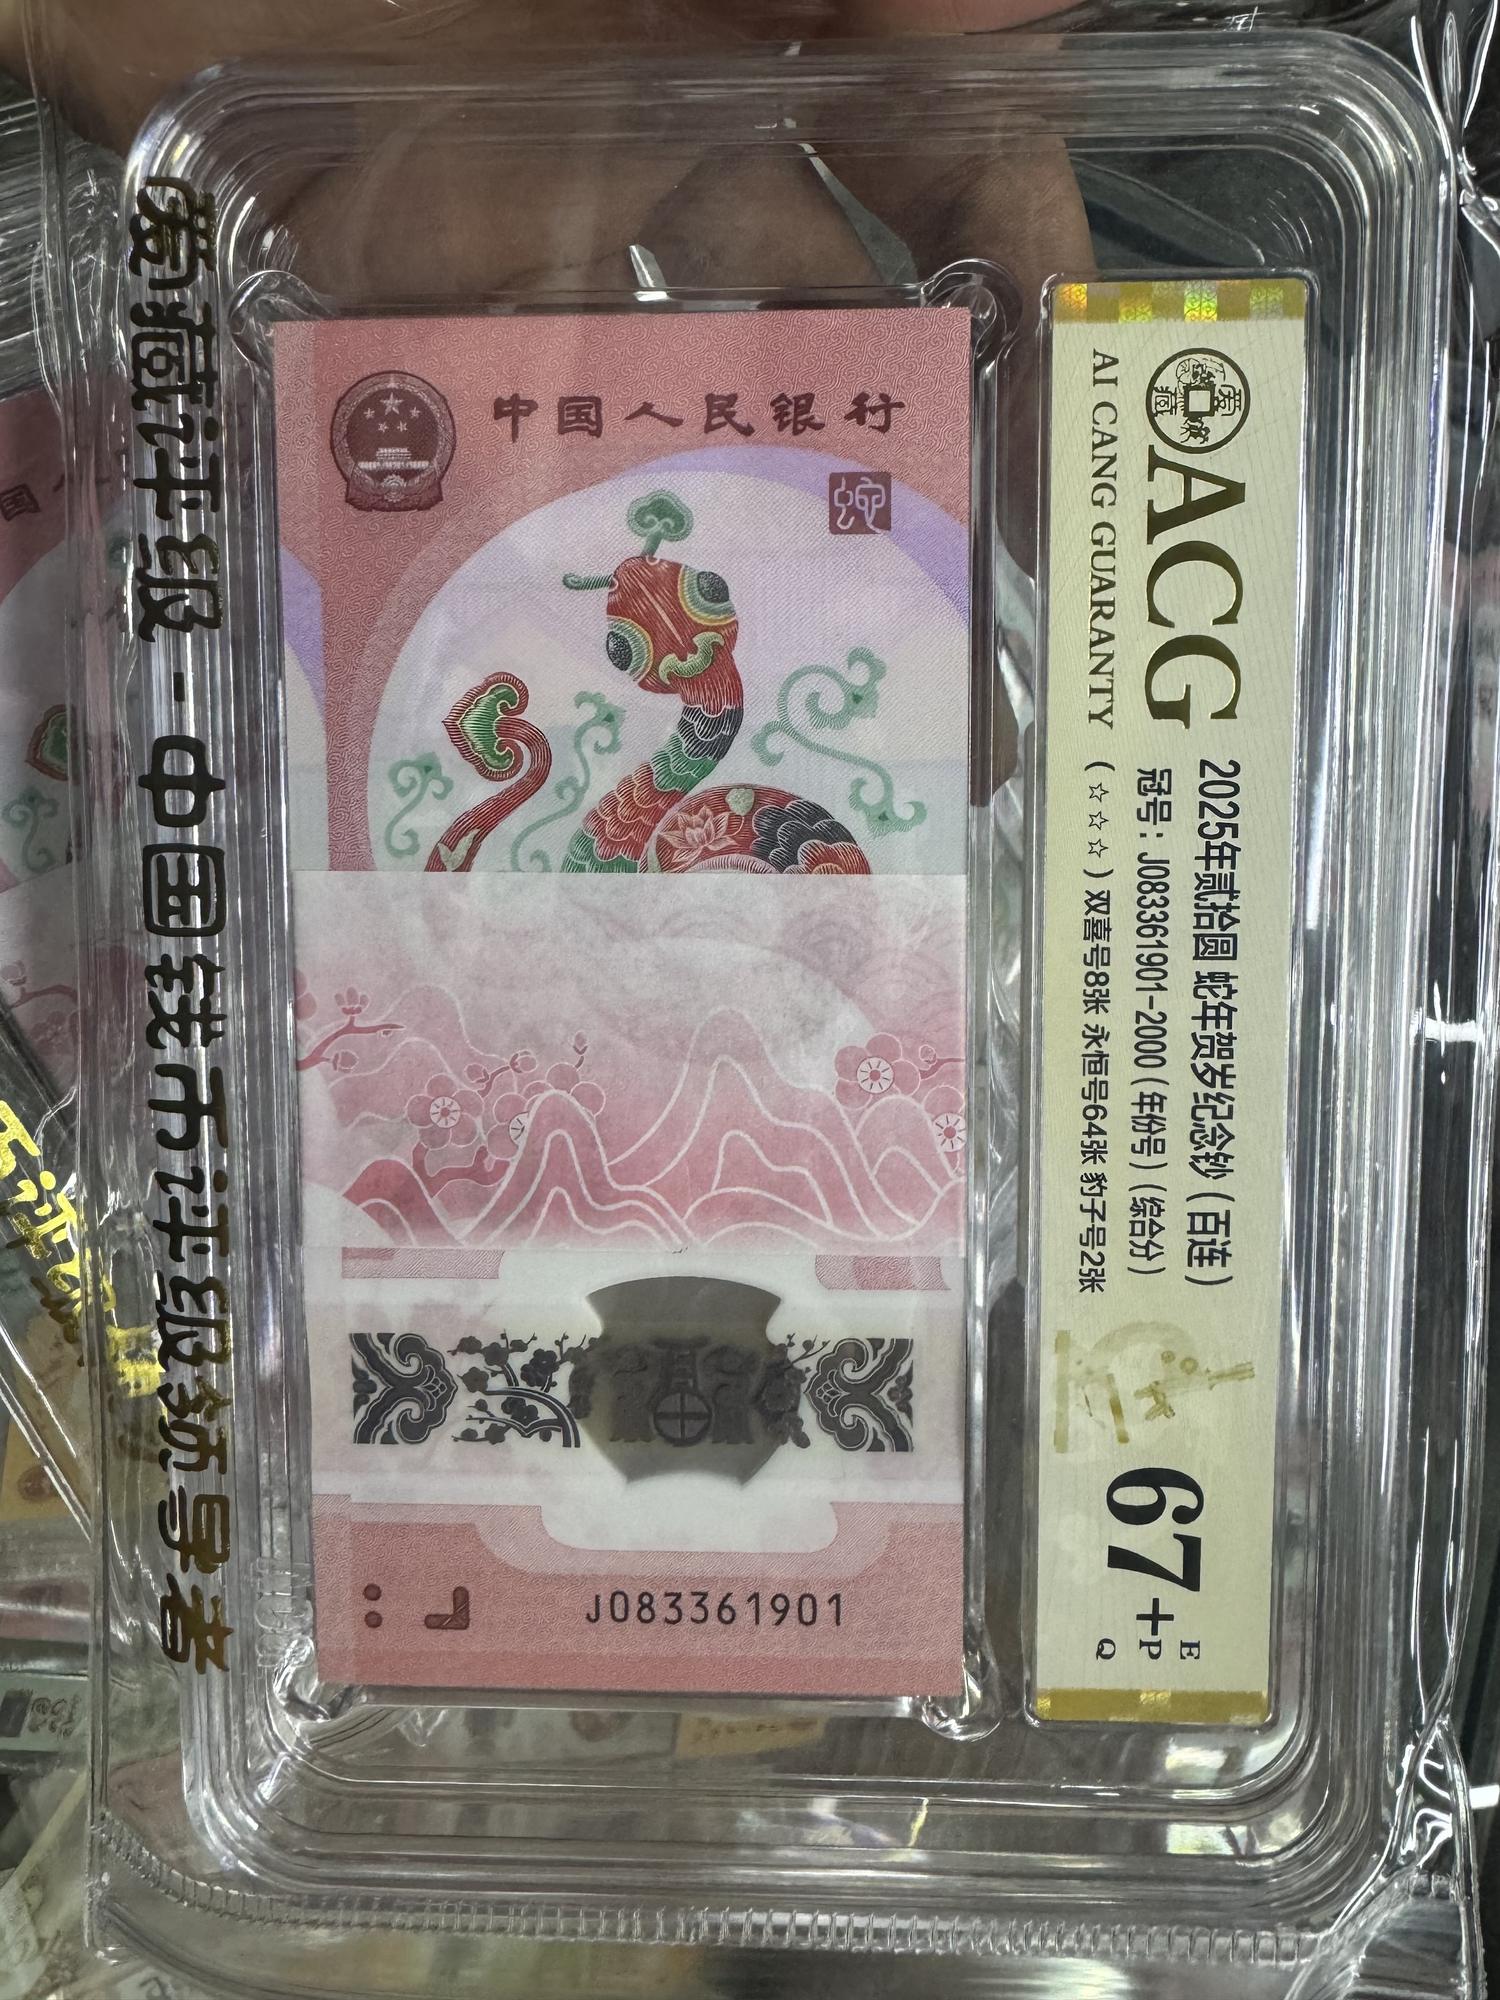 ACG
AI CANG GUARANTY
2025年贰拾圆 蛇年贺岁纪念钞（百连）
冠号：J083361901-2000（年份号）（综合分）
（☆☆☆）双喜号8张 永恒号64张 豹子号2张
67+
E
P
Q
中国人民银行
蛇
J083361901
爱藏评级 - 中国钱币评级领导者